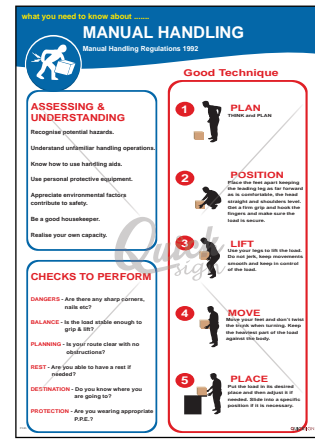 what you need to know about .......
MANUAL HANDLING
Manual Handling Regulations 1992
ASSESSING &
UNDERSTANDING
Recognise potential hazards.
Understand unfamiliar handling operations.
Know how to use handling aids.
Use personal protective equipment.
Appreciate environmental factors
contribute to safety.
Be a good housekeeper.
Realise your own capacity.
CHECKS TO PERFORM
DANGERS - Are there any sharp corners,
nails etc?
BALANCE - Is the load stable enough to
grip & lift?
PLANNING - Is your route clear with no
obstructions?
REST - Are you able to have a rest if
needed?
DESTINATION - Do you know where you
are going to?
PROTECTION - Are you wearing appropriate
P.P.E.?
Good Technique
1
PLAN
THINK and PLAN
2
POSITION
Place the feet apart keeping
the leading leg as far forward
as is comfortable, the head
straight and shoulders level.
Get a firm grip and hook the
fingers and make sure the
load is secure.
3
LIFT
Use your legs to lift the load.
Do not jerk, keep movements
smooth and keep in control
of the load.
4
MOVE
Move your feet and don't twist
the trunk when turning. Keep
the heaviest part of the load
against the body.
5
PLACE
Put the load in its desired
place and then adjust it if
needed. Slide into a specific
position if it is necessary.
Quick
sign